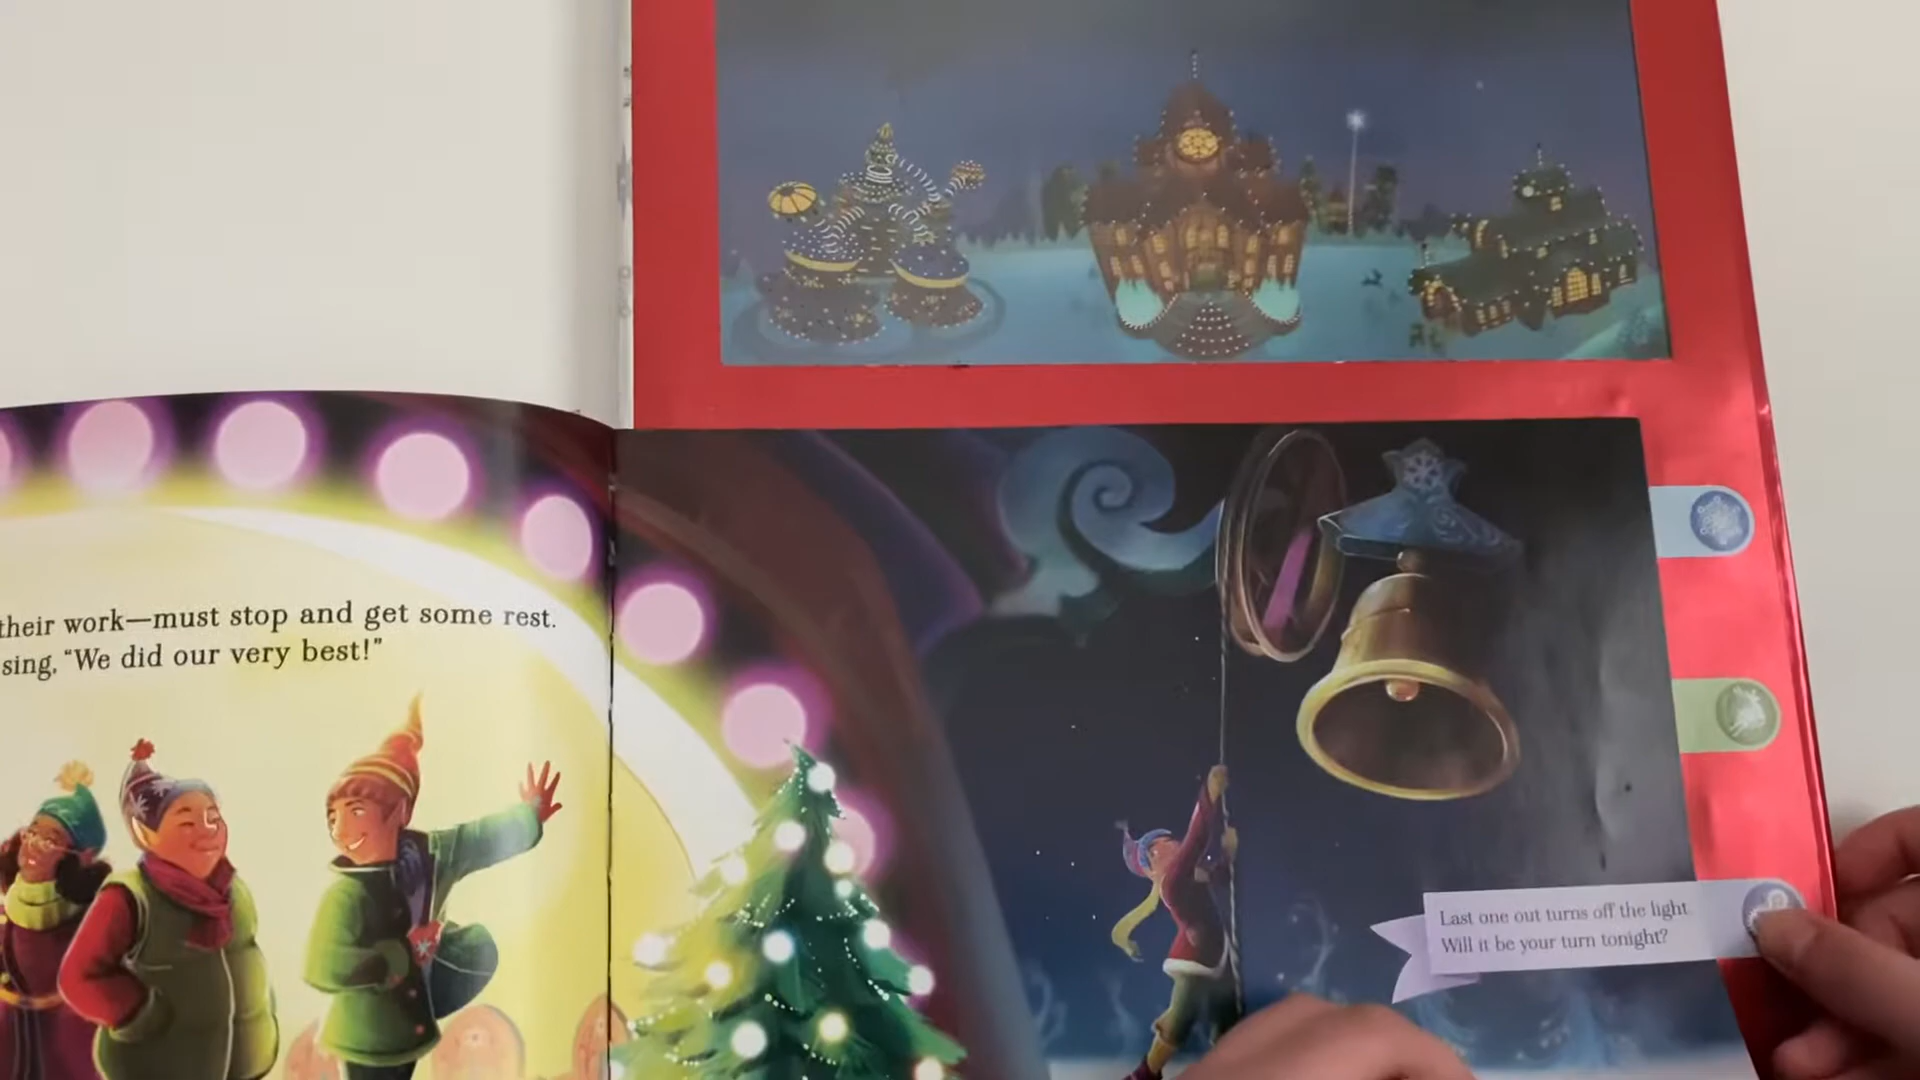 their work—must stop and get some rest.
sing, “We did our very best!”
Last one out turns off the light.
Will it be your turn tonight?